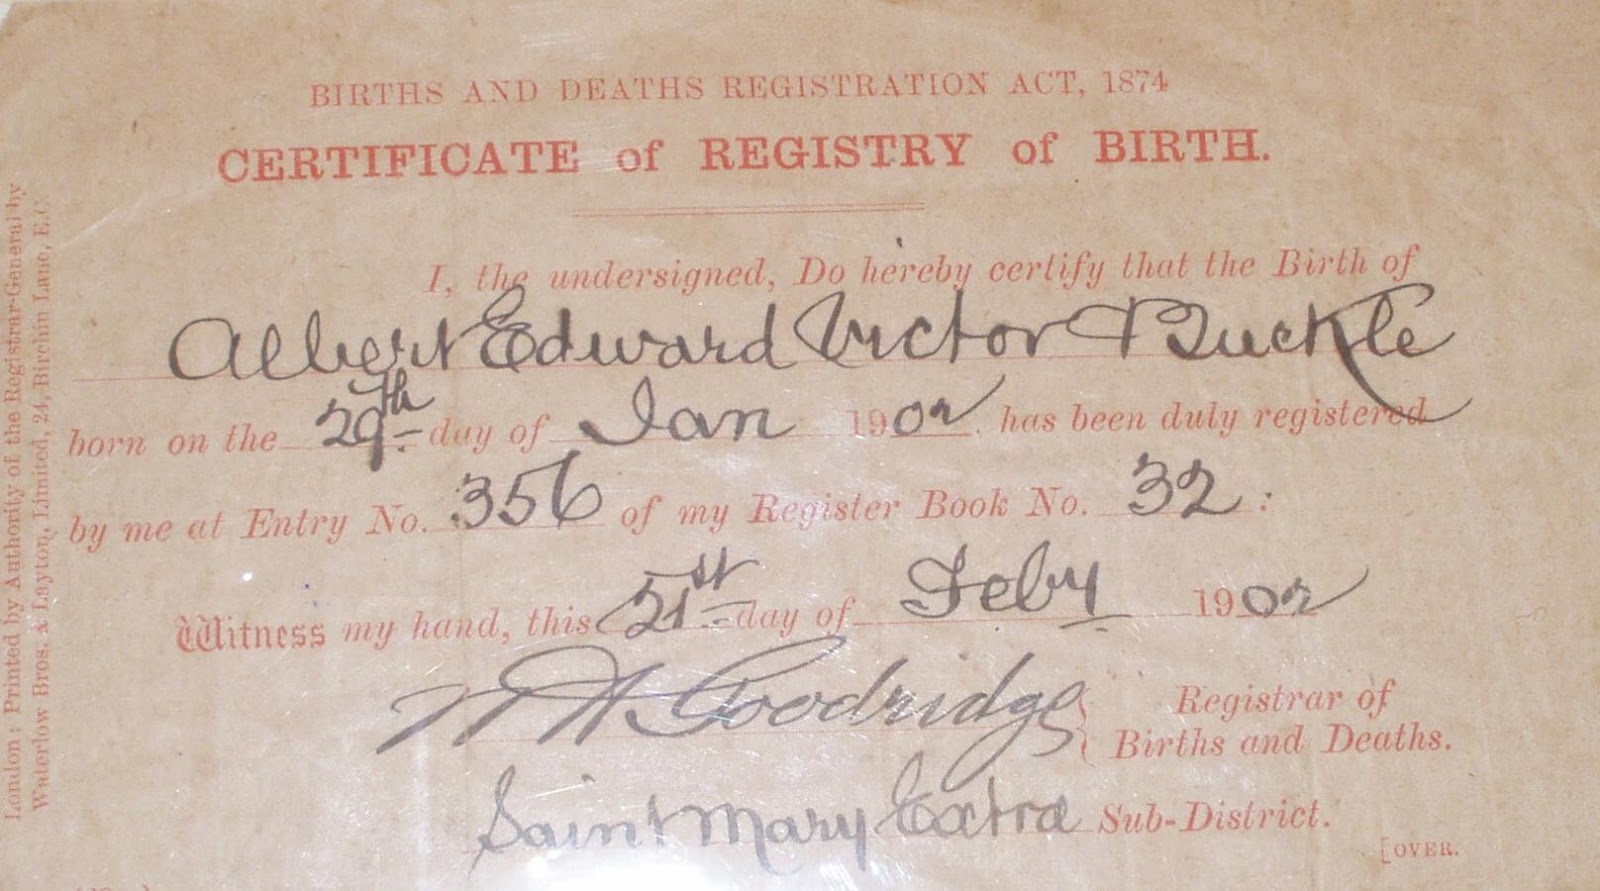 BIRTHS AND DEATHS REGISTRATION ACT, 1874
CERTIFICATE of REGISTRY of BIRTH.
I, the undersigned, Do hereby certify that the Birth of
Albert Edward Victor Buckle
born on the 29th day of Jan 1902 has been duly registered
by me at Entry No. 356 of my Register Book No. 32:
Witness my hand, this 21st day of Feby 1902
Goodridge Registrar of
Births and Deaths.
Saint Mary Extra Sub-District.
[OVER.
London: Printed by Authority of the Registrar-General by
Waterlow Bros. & Layton, Limited, 24, Birchin Lane, E.C.